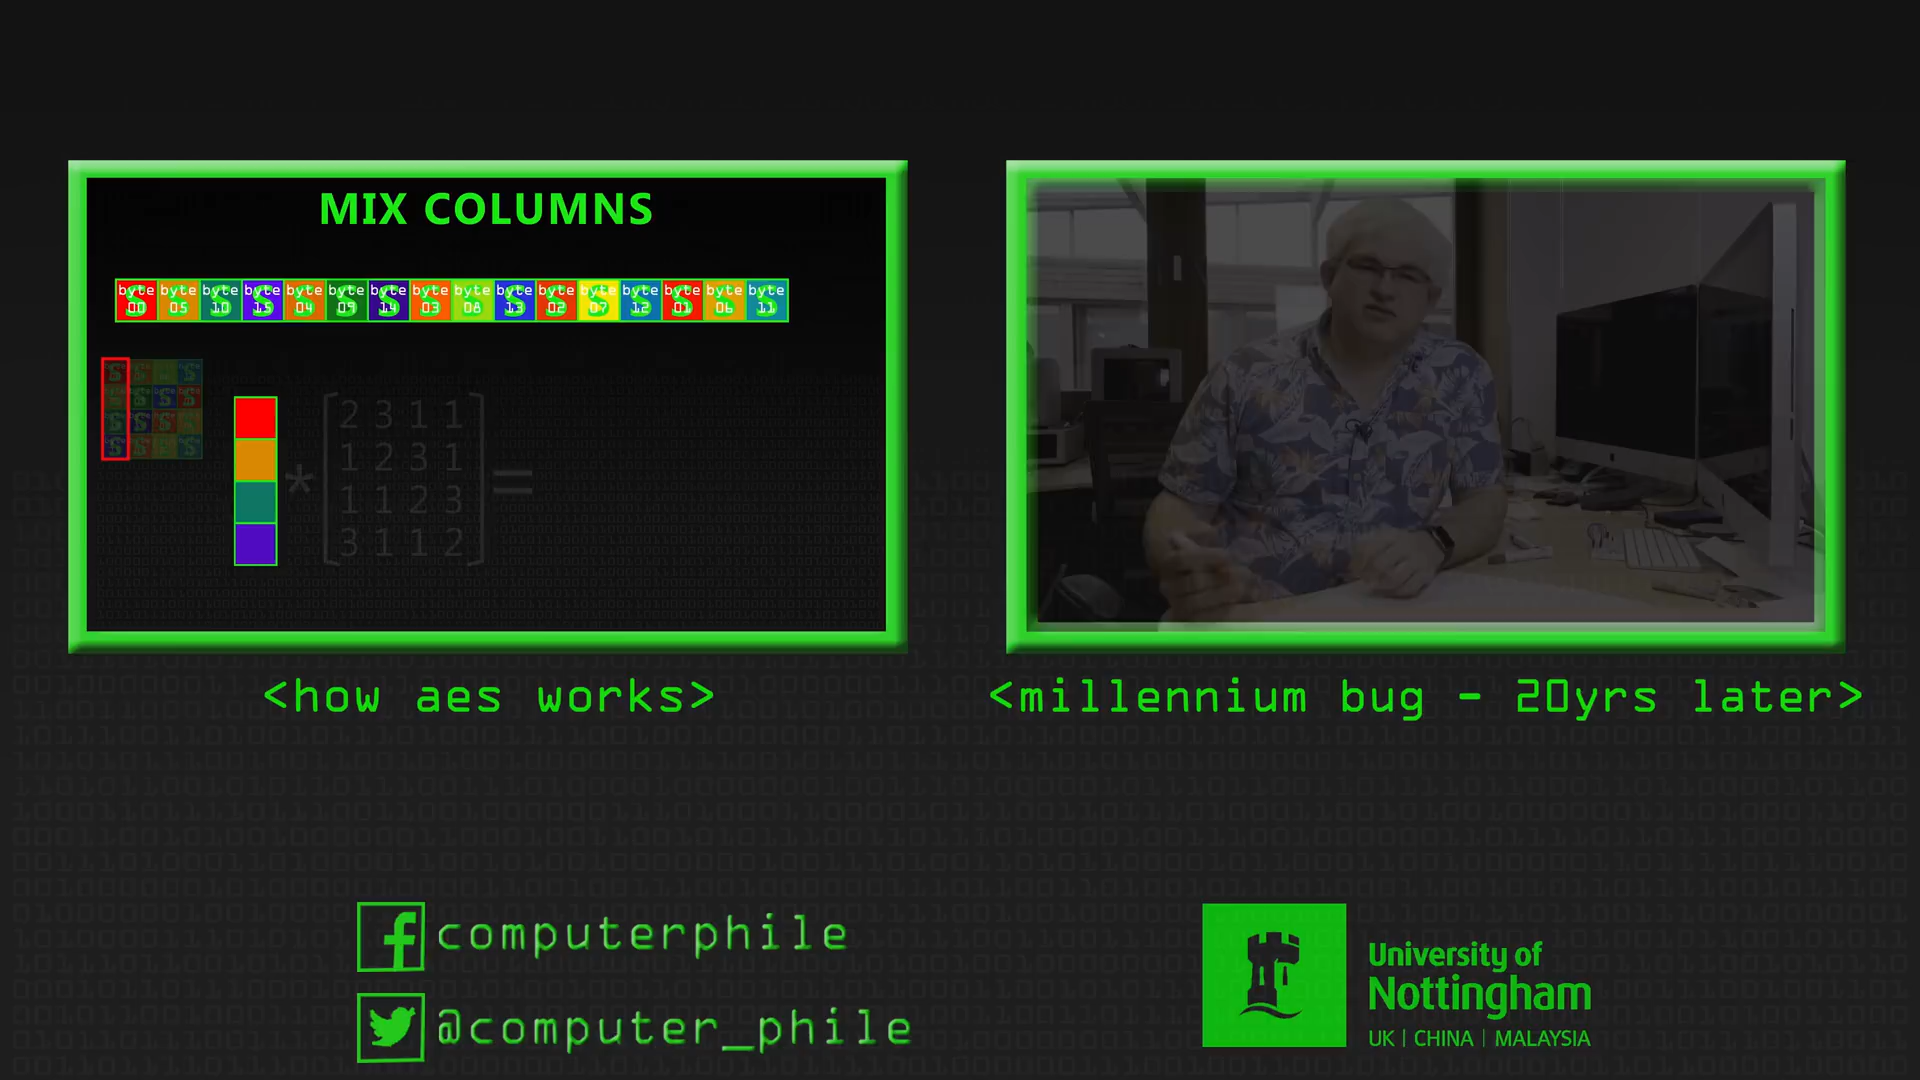 MIX COLUMNS
byte 00 byte 05 byte 10 byte 15 byte 04 byte 09 byte 14 byte 03 byte 08 byte 13 byte 02 byte 07 byte 12 byte 01 byte 06 byte 11
2 3 1 1
1 2 3 1
* =
1 1 2 3
3 1 1 2
<how aes works>
<millennium bug - 20yrs later>
computerphile
@computer_phile
University of
Nottingham
UK | CHINA | MALAYSIA